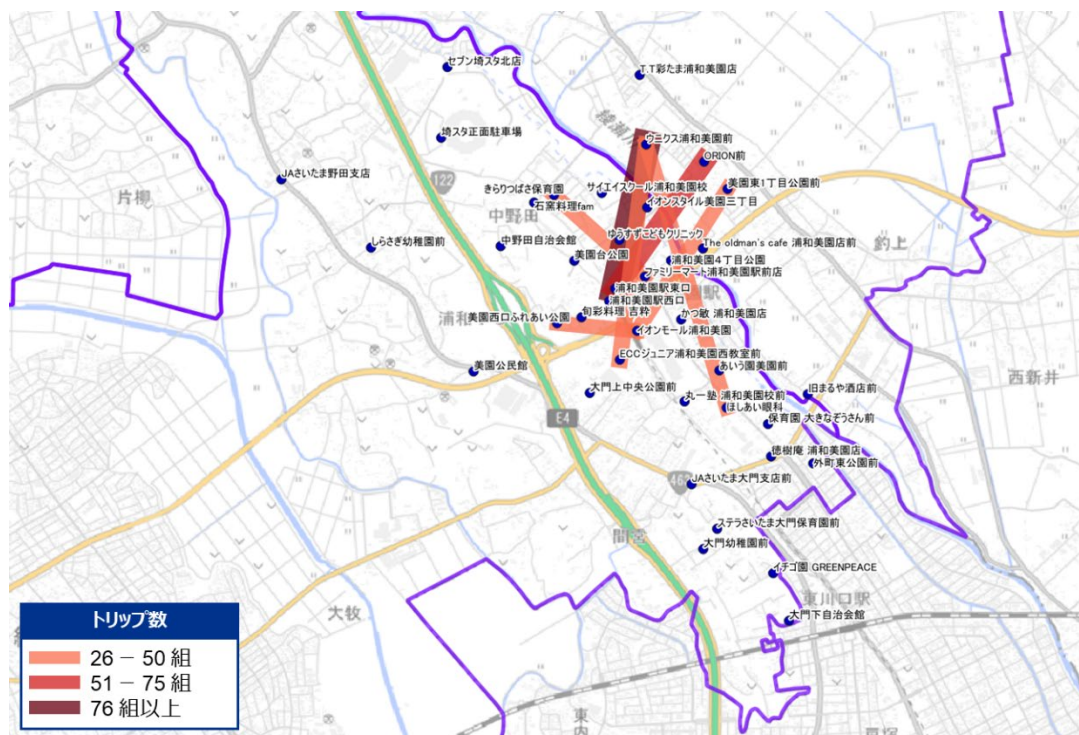 セブン埼スタ北店
T.T彩たま浦和美園店
埼スタ正面駐車場
綾瀬川
ウニクス浦和美園前
ORION前
JAさいたま野田支店
122
片柳
きらりつばさ保育園
サイエイスクール浦和美園校
美園東1丁目公園前
石窯料理fam
イオンスタイル美園三丁目
中野田
しらさぎ幼稚園前
中野田自治会館
ゆうすずこどもクリニック
The oldman's cafe 浦和美園店前
釣上
美園台公園
浦和美園4丁目公園
ファミリーマート浦和美園駅前店
浦和美園駅東口
駅
浦和美園駅西口
浦和
美園西口ふれあい公園
旬彩料理 吉粋
かつ敏 浦和美園店
イオンモール浦和美園
ECCジュニア浦和美園西教室前
美園公民館
あいう園美園前
西新井
大門上中央公園前
丸一塾 浦和美園校前
旧まるや酒店前
ほしあい眼科
E4
保育園 大きなぞうさん前
徳樹庵 浦和美園店
外町東公園前
463
JAさいたま大門支店前
間宮
ステラさいたま大門保育園前
大門幼稚園前
イチゴ園 GREENPEACE
東川口駅
大門下自治会館
大牧
トリップ数
26 － 50 組
51 － 75 組
76 組以上
東
内
戸塚